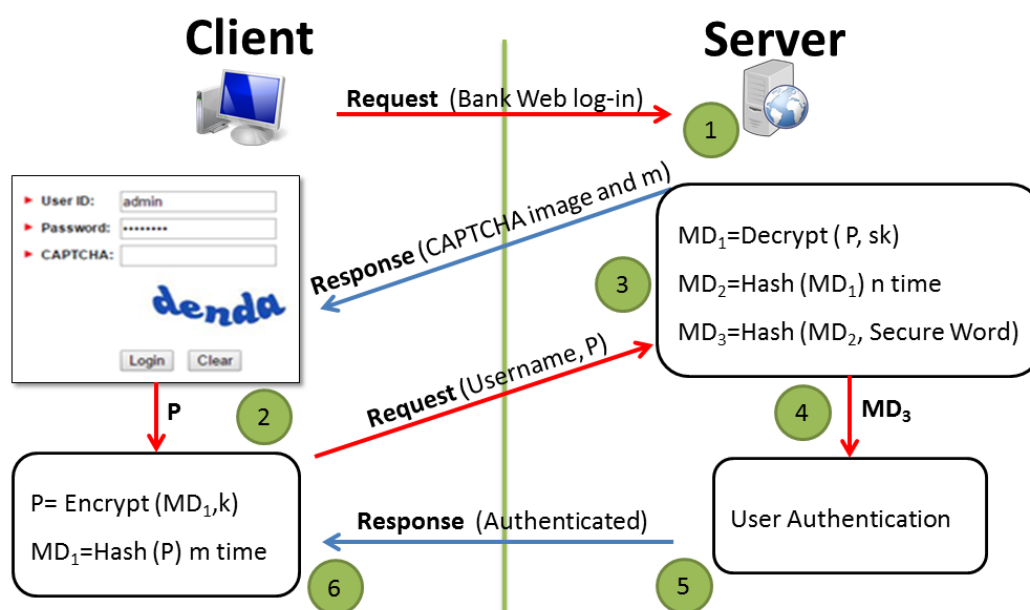 Client
Server
Request (Bank Web log-in)
1
Response (CAPTCHA image and m)
User ID: admin
Password: ••••••••
CAPTCHA:
denda
Login Clear
MD₁=Decrypt ( P, sk)
MD₂=Hash (MD₁) n time
MD₃=Hash (MD₂, Secure Word)
3
Request (Username, P)
P
2
4
MD₃
P= Encrypt (MD₁,k)
MD₁=Hash (P) m time
User Authentication
Response (Authenticated)
6
5